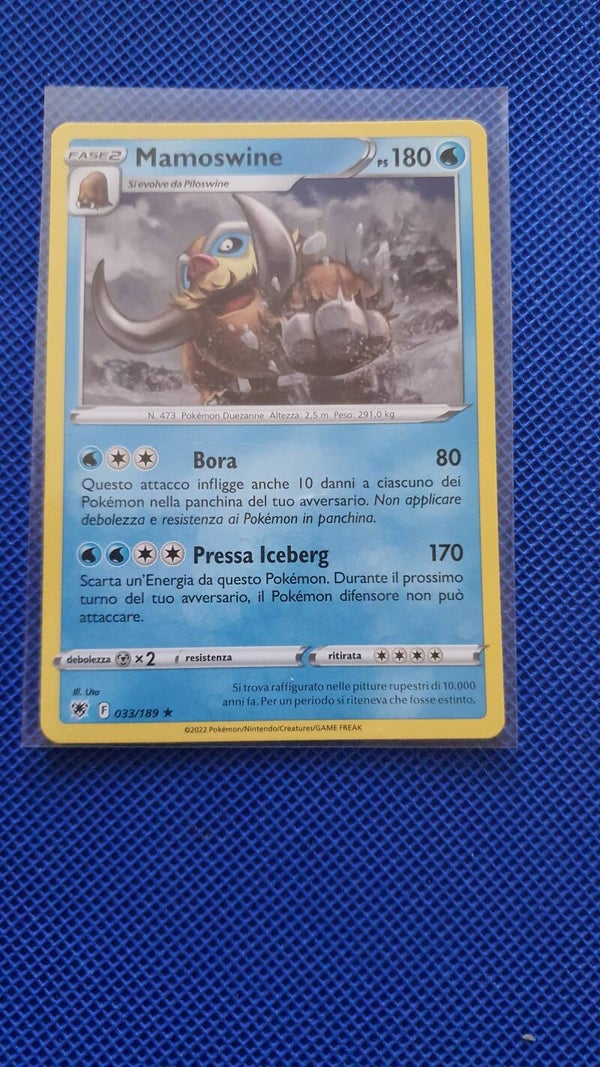 FASE 2 Mamoswine PS 180
Si evolve da Piloswine
N. 473 Pokémon Duezanne Altezza: 2,5 m Peso: 291,0 kg
Bora 80
Questo attacco infligge anche 10 danni a ciascuno dei
Pokémon nella panchina del tuo avversario. Non applicare
debolezza e resistenza ai Pokémon in panchina.
Pressa Iceberg 170
Scarta un'Energia da questo Pokémon. Durante il prossimo
turno del tuo avversario, il Pokémon difensore non può
attaccare.
debolezza ×2 resistenza ritirata
Ill. Uta
Si trova raffigurato nelle pitture rupestri di 10.000
anni fa. Per un periodo si riteneva che fosse estinto.
F 033/189 ★
©2022 Pokémon/Nintendo/Creatures/GAME FREAK